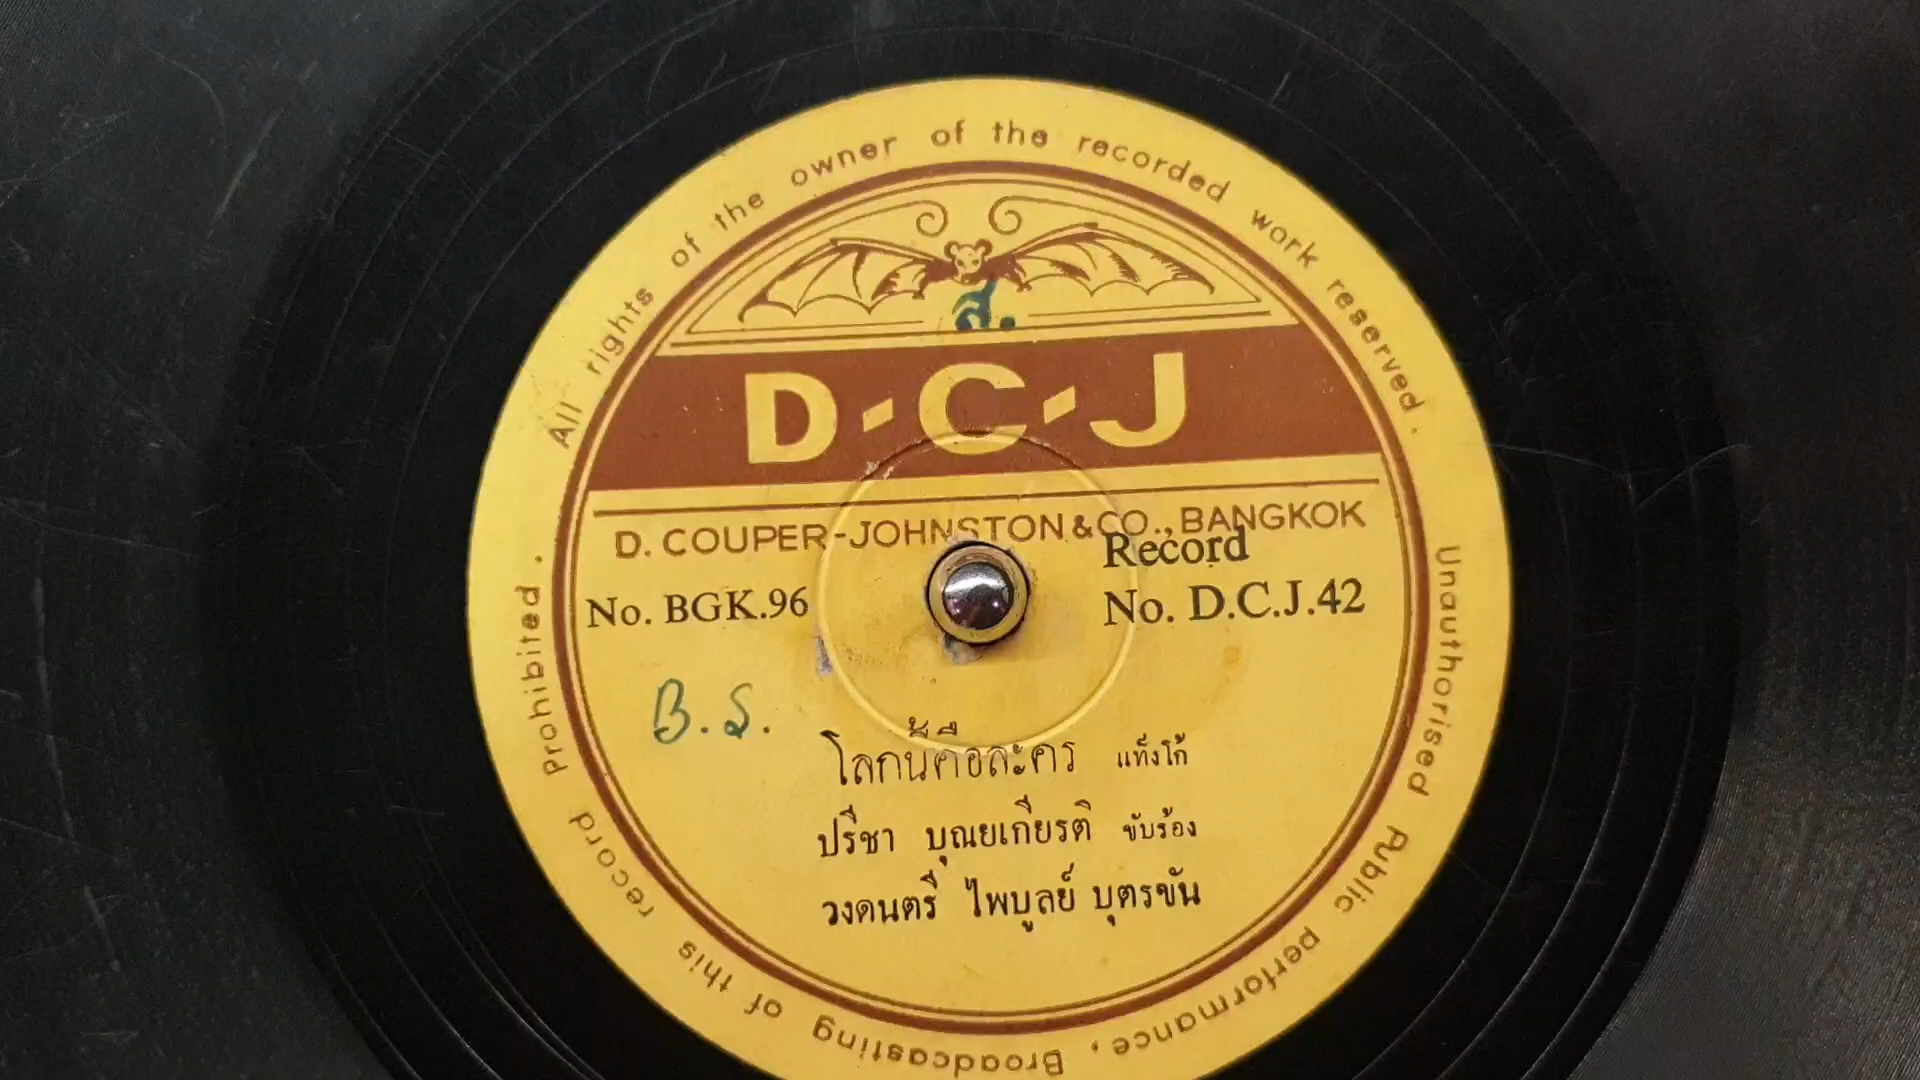 All rights of the owner of the recorded work reserved.
Unauthorised Public performance, Broadcasting of this record Prohibited.
ส.
D-C-J
D. COUPER-JOHNSTON & CO., BANGKOK
Record
No. BGK.96
No. D.C.J.42
B.S.
โลกนี้คือละคร แท็งโก้
ปรีชา บุณยเกียรติ ขับร้อง
วงดนตรี ไพบูลย์ บุตรขัน